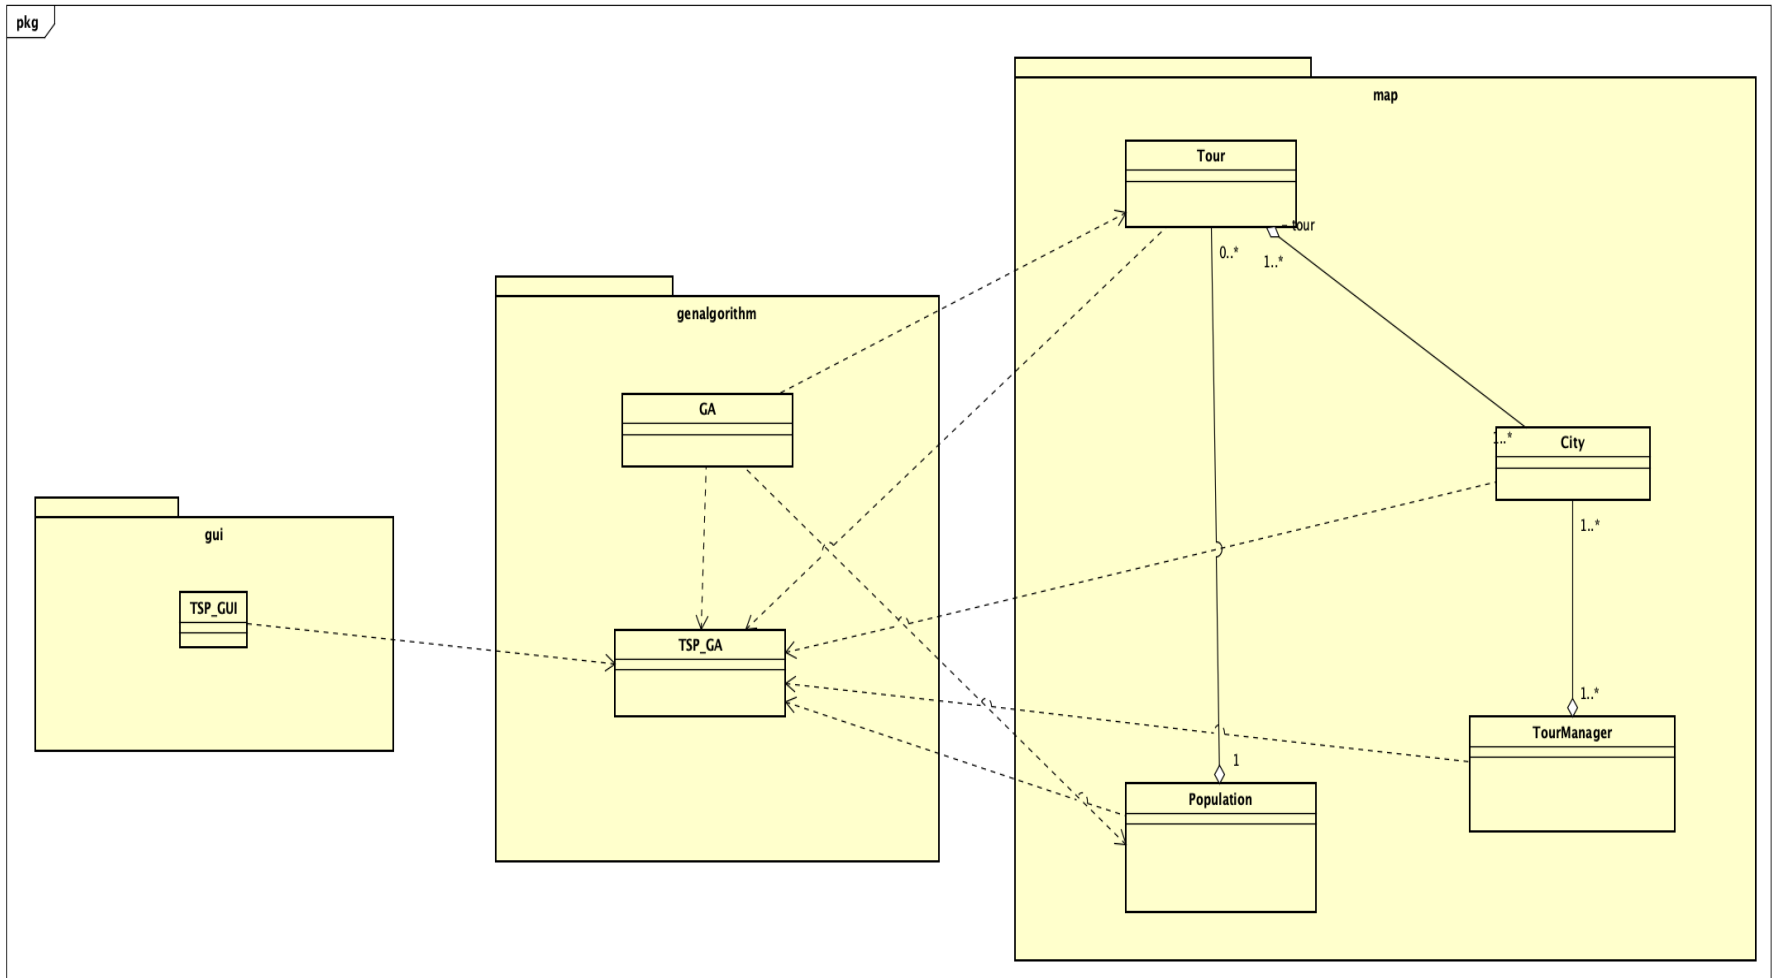 pkg
map
Tour
- tour
0..*
1..*
genalgorithm
GA
1..*
City
1..*
gui
TSP_GUI
TSP_GA
1..*
TourManager
1
Population